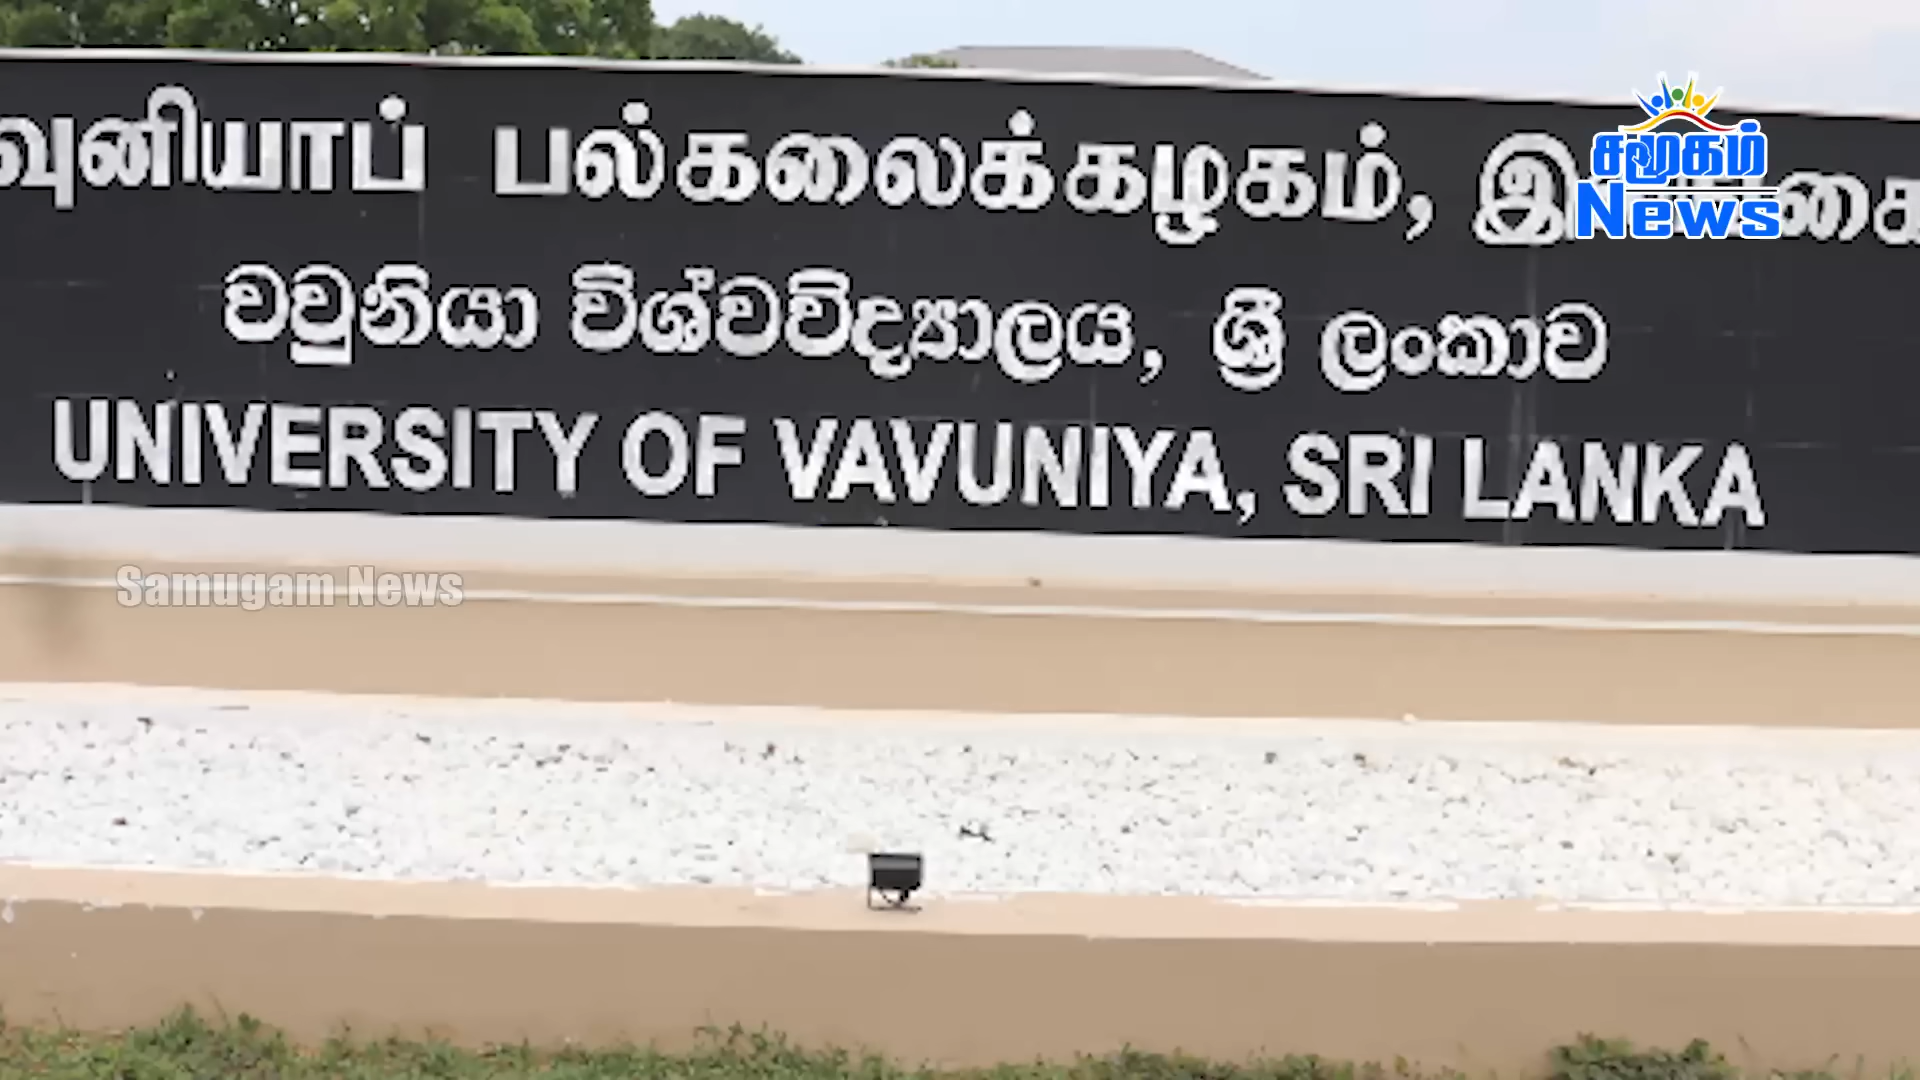 வுனியாப் பல்கலைக்கழகம்,
වවුනියා විශ්වවිද්‍යාලය, ශ්‍රී ලංකාව
UNIVERSITY OF VAVUNIYA, SRI LANKA
சமூகம்
News
Samugam News